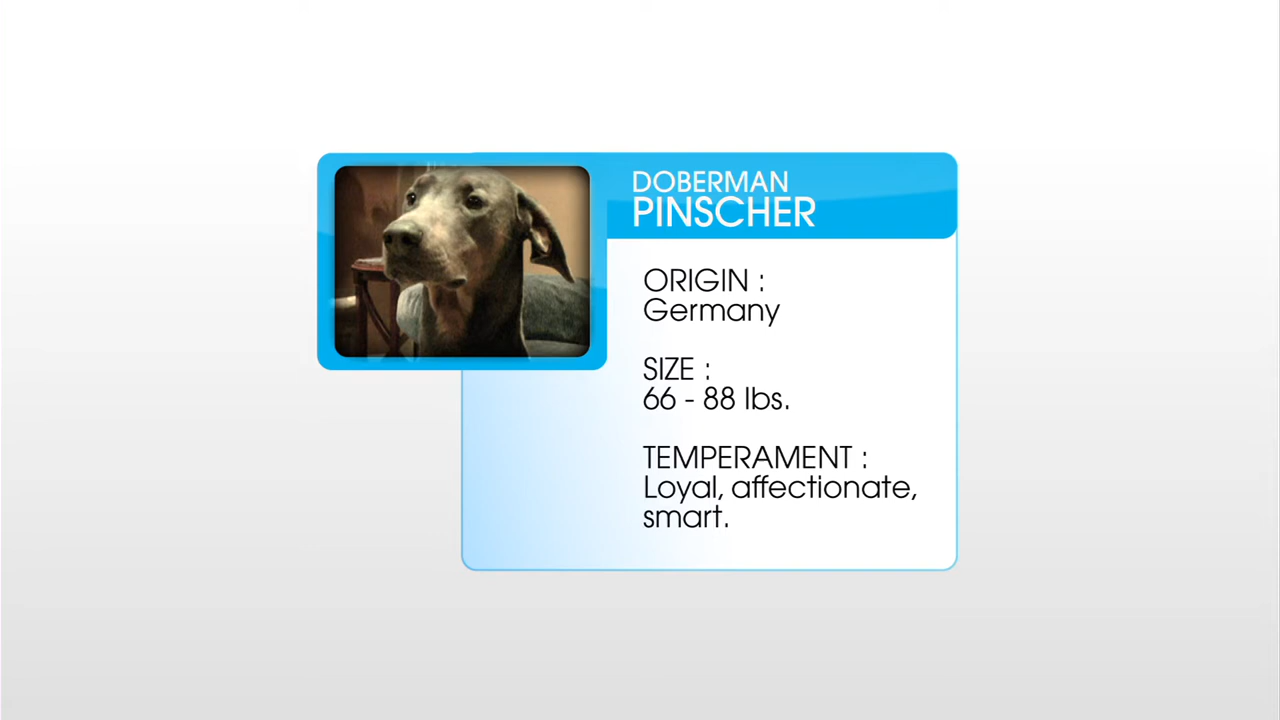 DOBERMAN
PINSCHER
ORIGIN :
Germany
SIZE :
66 - 88 lbs.
TEMPERAMENT :
Loyal, affectionate,
smart.